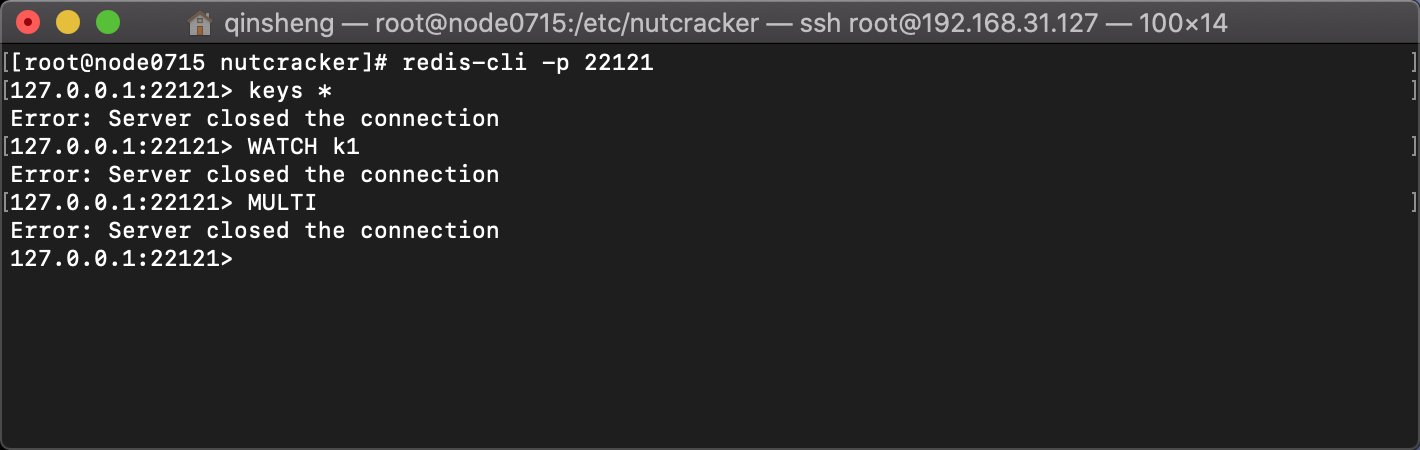 qinsheng — root@node0715:/etc/nutcracker — ssh root@192.168.31.127 — 100×14
[[root@node0715 nutcracker]# redis-cli -p 22121 ]
[127.0.0.1:22121> keys * ]
Error: Server closed the connection
[127.0.0.1:22121> WATCH k1 ]
Error: Server closed the connection
[127.0.0.1:22121> MULTI ]
Error: Server closed the connection
127.0.0.1:22121>